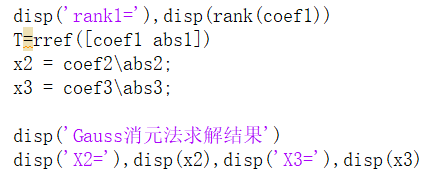 disp('rank1='),disp(rank(coef1))
T=rref([coef1 abs1])
x2 = coef2\abs2;
x3 = coef3\abs3;
disp('Gauss消元法求解结果')
disp('X2='),disp(x2),disp('X3='),disp(x3)